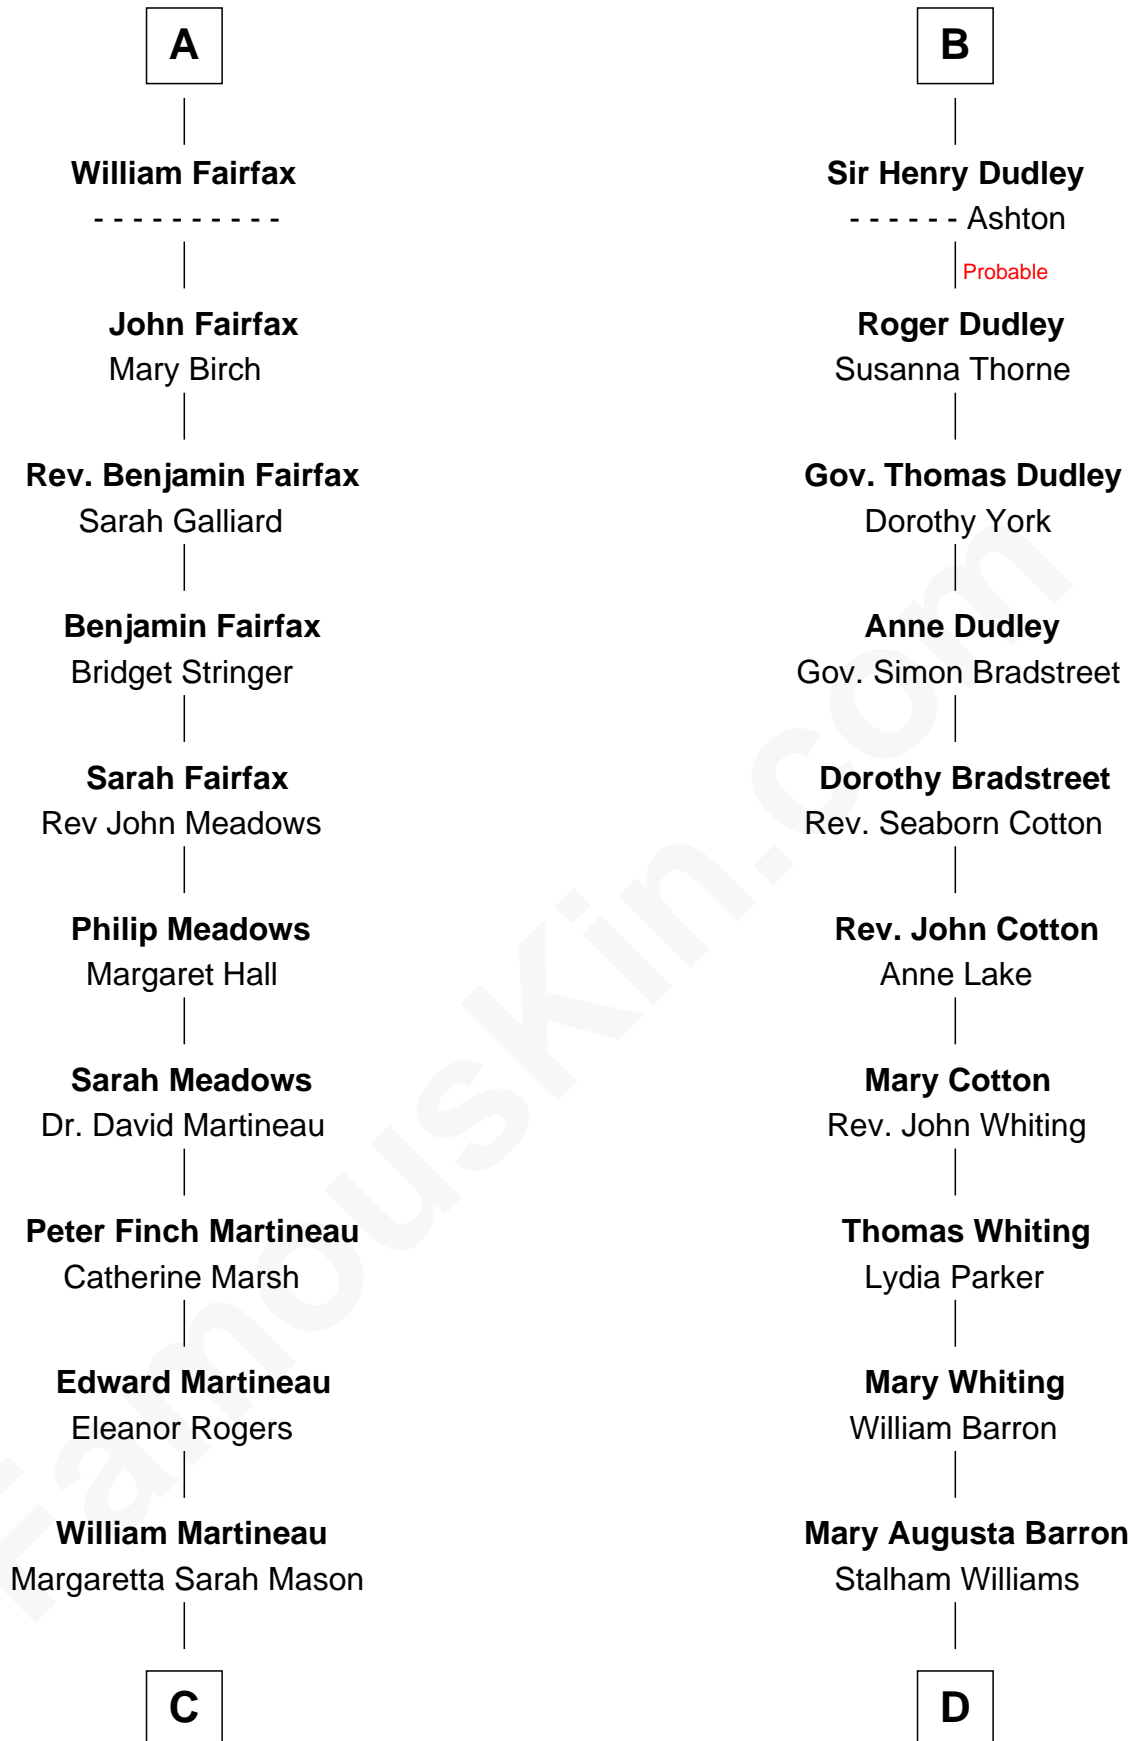 A
William Fairfax
- - - - - - - - - -
John Fairfax
Mary Birch
Rev. Benjamin Fairfax
Sarah Galliard
Benjamin Fairfax
Bridget Stringer
Sarah Fairfax
Rev John Meadows
Philip Meadows
Margaret Hall
Sarah Meadows
Dr. David Martineau
Peter Finch Martineau
Catherine Marsh
Edward Martineau
Eleanor Rogers
William Martineau
Margaretta Sarah Mason
C
B
Sir Henry Dudley
- - - - - - Ashton
Probable
Roger Dudley
Susanna Thorne
Gov. Thomas Dudley
Dorothy York
Anne Dudley
Gov. Simon Bradstreet
Dorothy Bradstreet
Rev. Seaborn Cotton
Rev. John Cotton
Anne Lake
Mary Cotton
Rev. John Whiting
Thomas Whiting
Lydia Parker
Mary Whiting
William Barron
Mary Augusta Barron
Stalham Williams
D
FamousKin.com